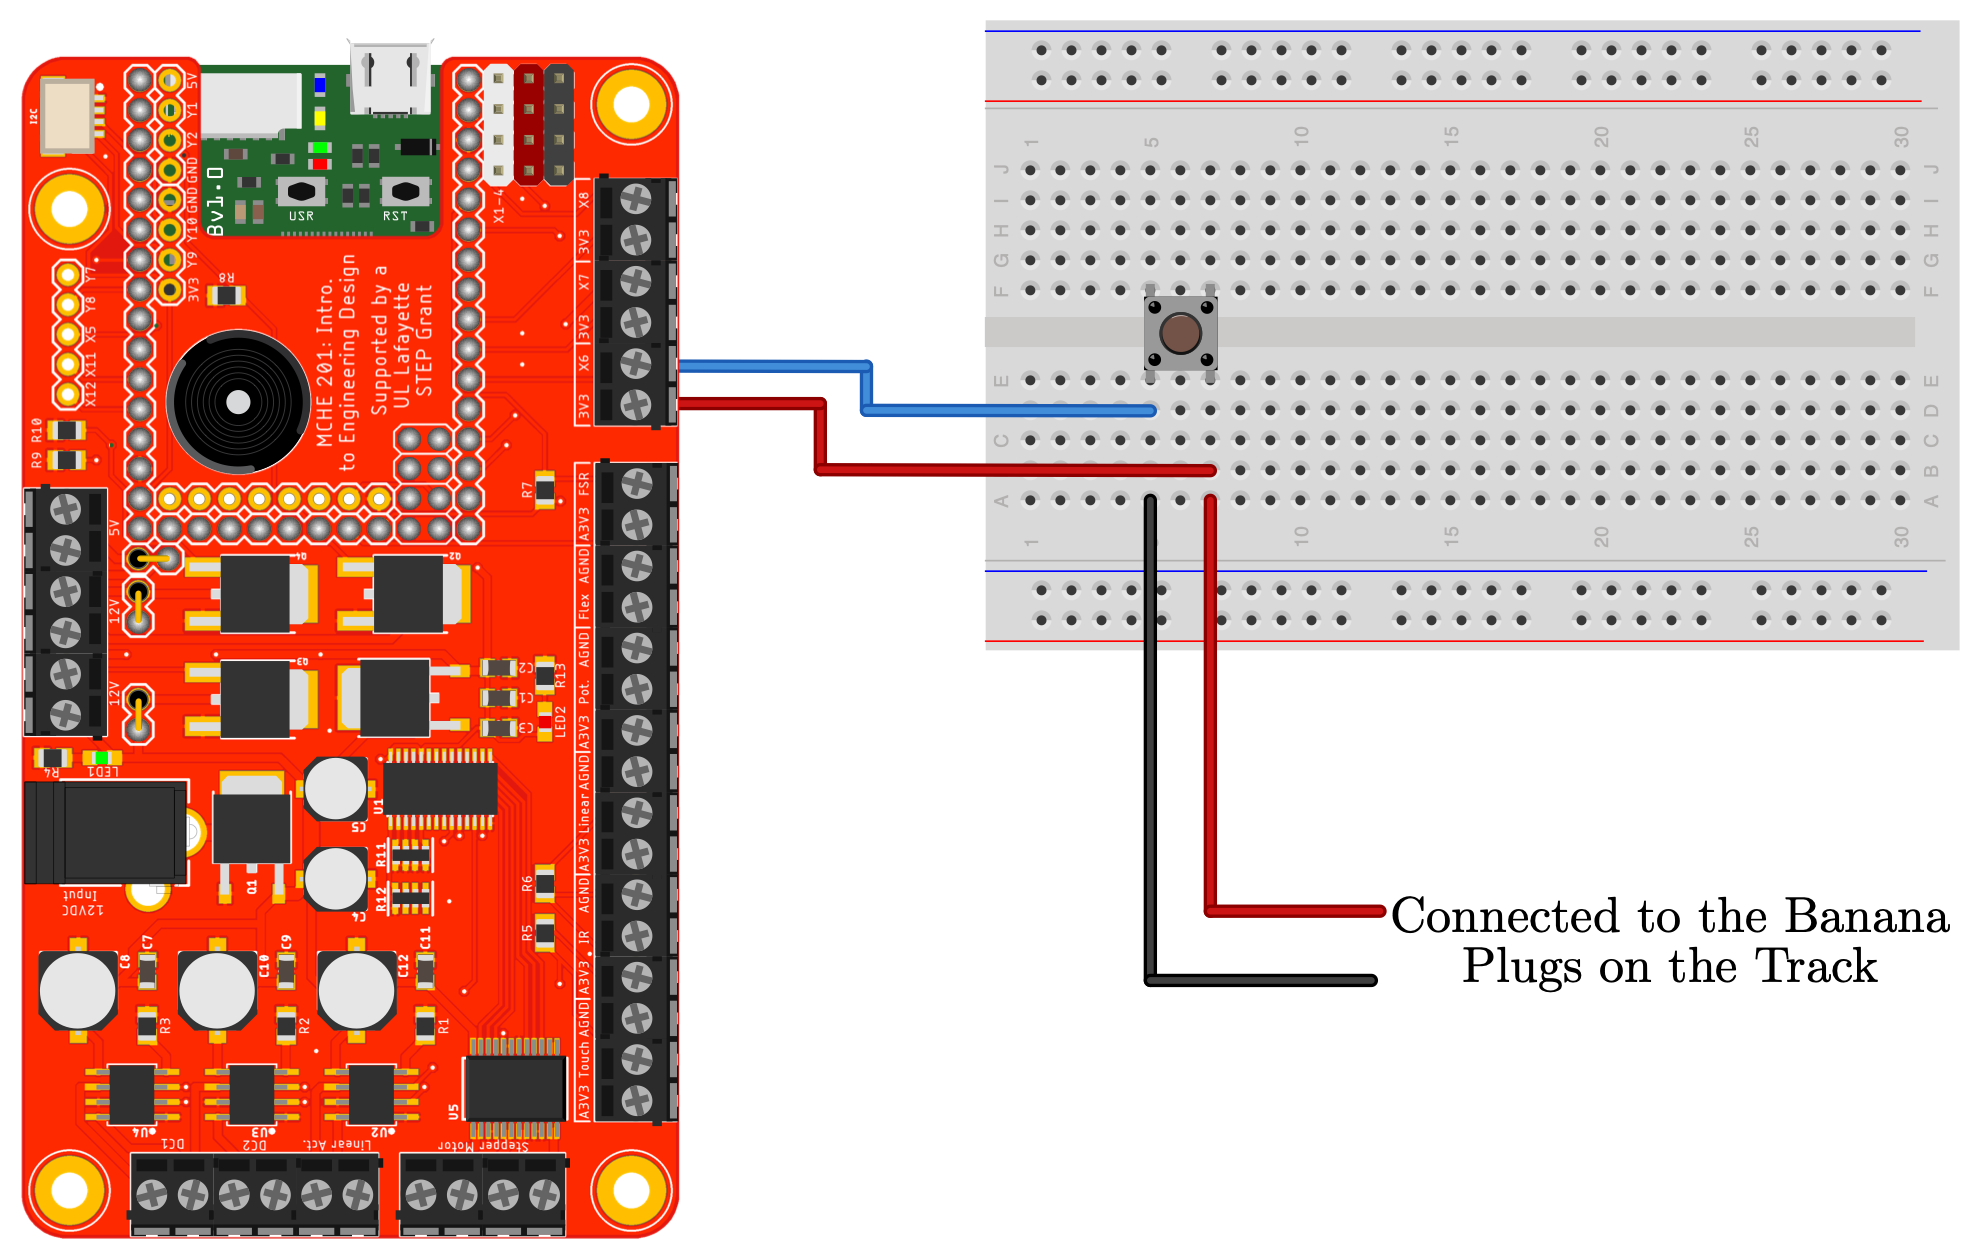 I2C
5V
Y1
Y2
GND
GND
Y10
Y9
3V3
Bv1.0
USR
RST
X1-4
X8
3V3
X7
3V3
X6
3V3
Y7
Y8
X5
X11
X12
R8
MCHE 201: Intro.
to Engineering Design
Supported by a
UL Lafayette
STEP Grant
R10
R9
R7
5V
12V
12V
Q4
Q2
Q3
C2
C1
C3
R13
LED2
R4
LED1
U1
C5
C4
R11
R12
Q1
12VDC
Input
R6
R5
FSR
A3V3
AGND
Flex
AGND
Pot.
A3V3
AGND
Linear
A3V3
AGND
IR
A3V3
AGND
Touch
A3V3
C8
C7
C10
C9
C12
C11
R3
R2
R1
U5
U4
U3
U2
DC1
DC2
Linear Act.
Stepper Motor
1 5 10 15 20 25 30
J J
I I
H H
G G
F F
E E
D D
C C
B B
A A
1 10 15 20 25 30
Connected to the Banana
Plugs on the Track